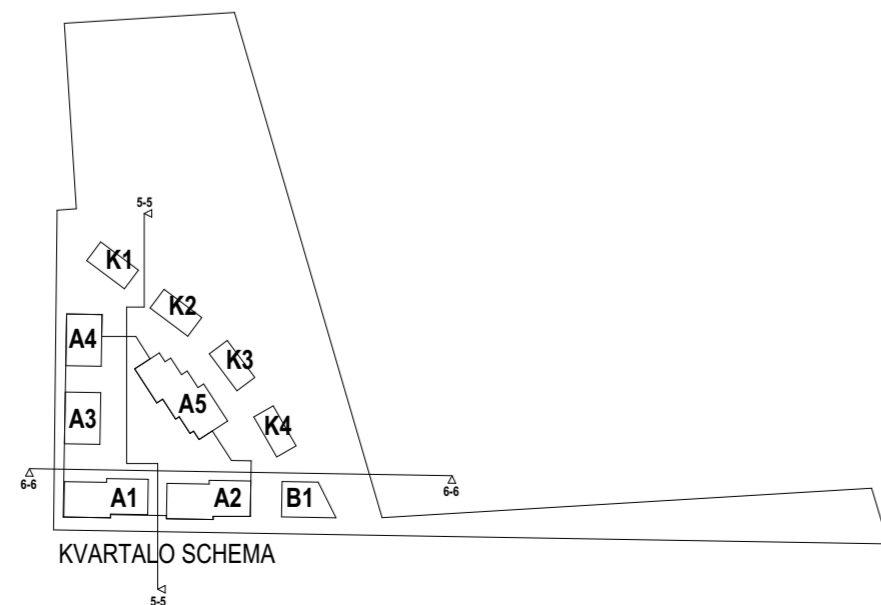 5-5
K1
K2
A4
K3
A5
A3
K4
6-6
6-6
A1
A2
B1
KVARTALO SCHEMA
5-5